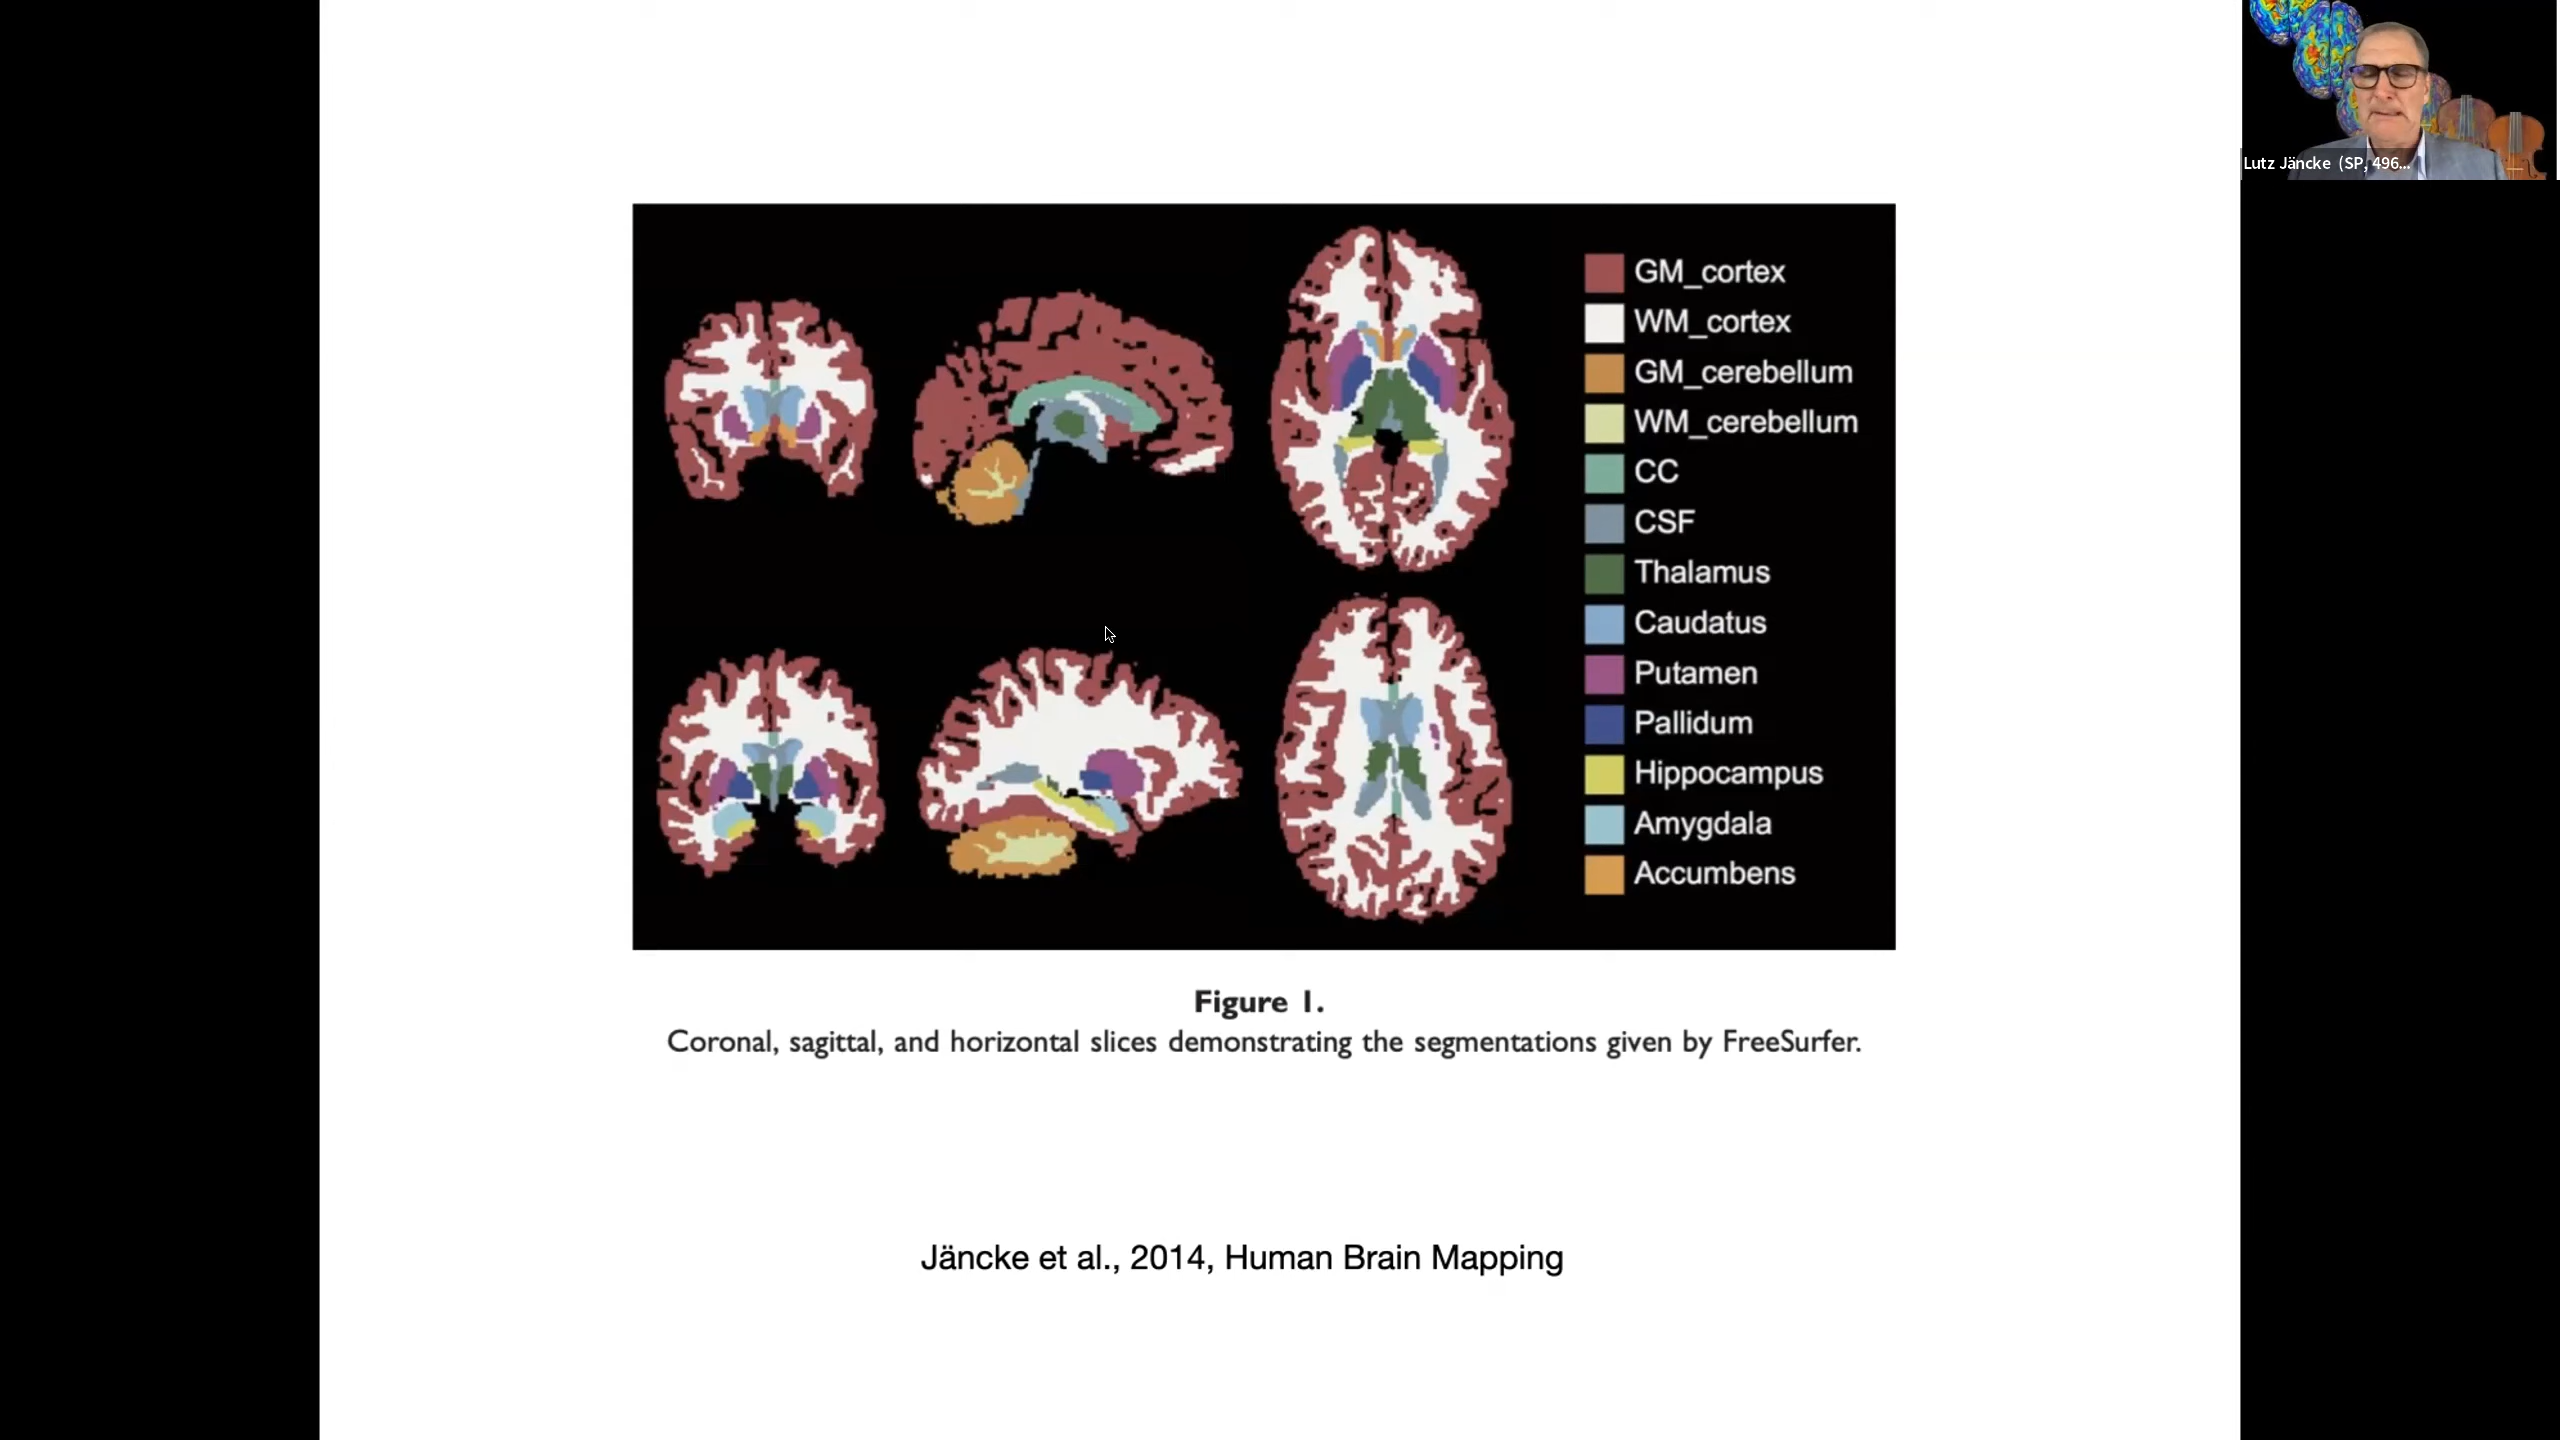 Lutz Jäncke (SP, 496...
GM_cortex
WM_cortex
GM_cerebellum
WM_cerebellum
CC
CSF
Thalamus
Caudatus
Putamen
Pallidum
Hippocampus
Amygdala
Accumbens
Figure 1.
Coronal, sagittal, and horizontal slices demonstrating the segmentations given by FreeSurfer.
Jäncke et al., 2014, Human Brain Mapping